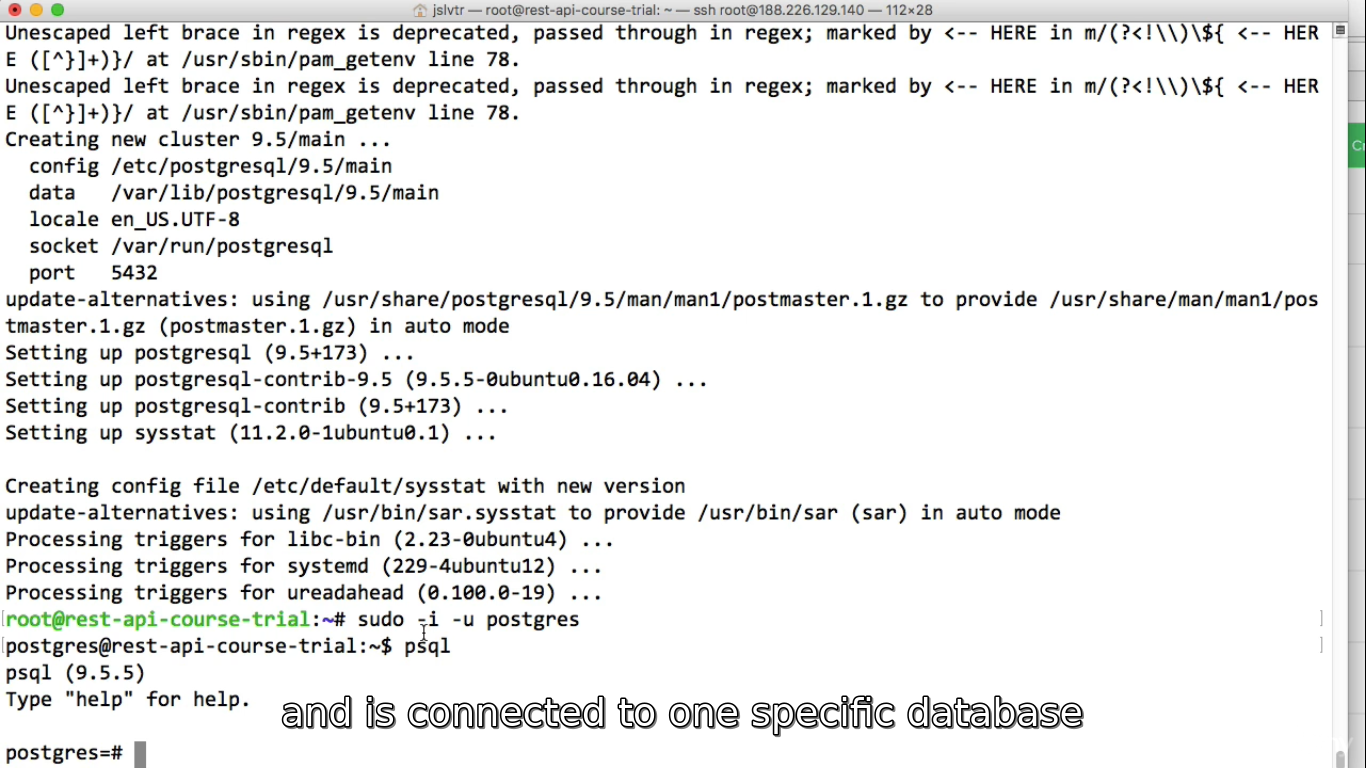 jslvtr — root@rest-api-course-trial: ~ — ssh root@188.226.129.140 — 112×28
Unescaped left brace in regex is deprecated, passed through in regex; marked by <-- HERE in m/(?<!\\)\${ <-- HER
E ([^}]+)}/ at /usr/sbin/pam_getenv line 78.
Unescaped left brace in regex is deprecated, passed through in regex; marked by <-- HERE in m/(?<!\\)\${ <-- HER
E ([^}]+)}/ at /usr/sbin/pam_getenv line 78.
Creating new cluster 9.5/main ...
  config /etc/postgresql/9.5/main
  data   /var/lib/postgresql/9.5/main
  locale en_US.UTF-8
  socket /var/run/postgresql
  port   5432
update-alternatives: using /usr/share/postgresql/9.5/man/man1/postmaster.1.gz to provide /usr/share/man/man1/pos
tmaster.1.gz (postmaster.1.gz) in auto mode
Setting up postgresql (9.5+173) ...
Setting up postgresql-contrib-9.5 (9.5.5-0ubuntu0.16.04) ...
Setting up postgresql-contrib (9.5+173) ...
Setting up sysstat (11.2.0-1ubuntu0.1) ...
Creating config file /etc/default/sysstat with new version
update-alternatives: using /usr/bin/sar.sysstat to provide /usr/bin/sar (sar) in auto mode
Processing triggers for libc-bin (2.23-0ubuntu4) ...
Processing triggers for systemd (229-4ubuntu12) ...
Processing triggers for ureadahead (0.100.0-19) ...
root@rest-api-course-trial:~# sudo -i -u postgres
postgres@rest-api-course-trial:~$ psql
psql (9.5.5)
Type "help" for help.
and is connected to one specific database
postgres=#